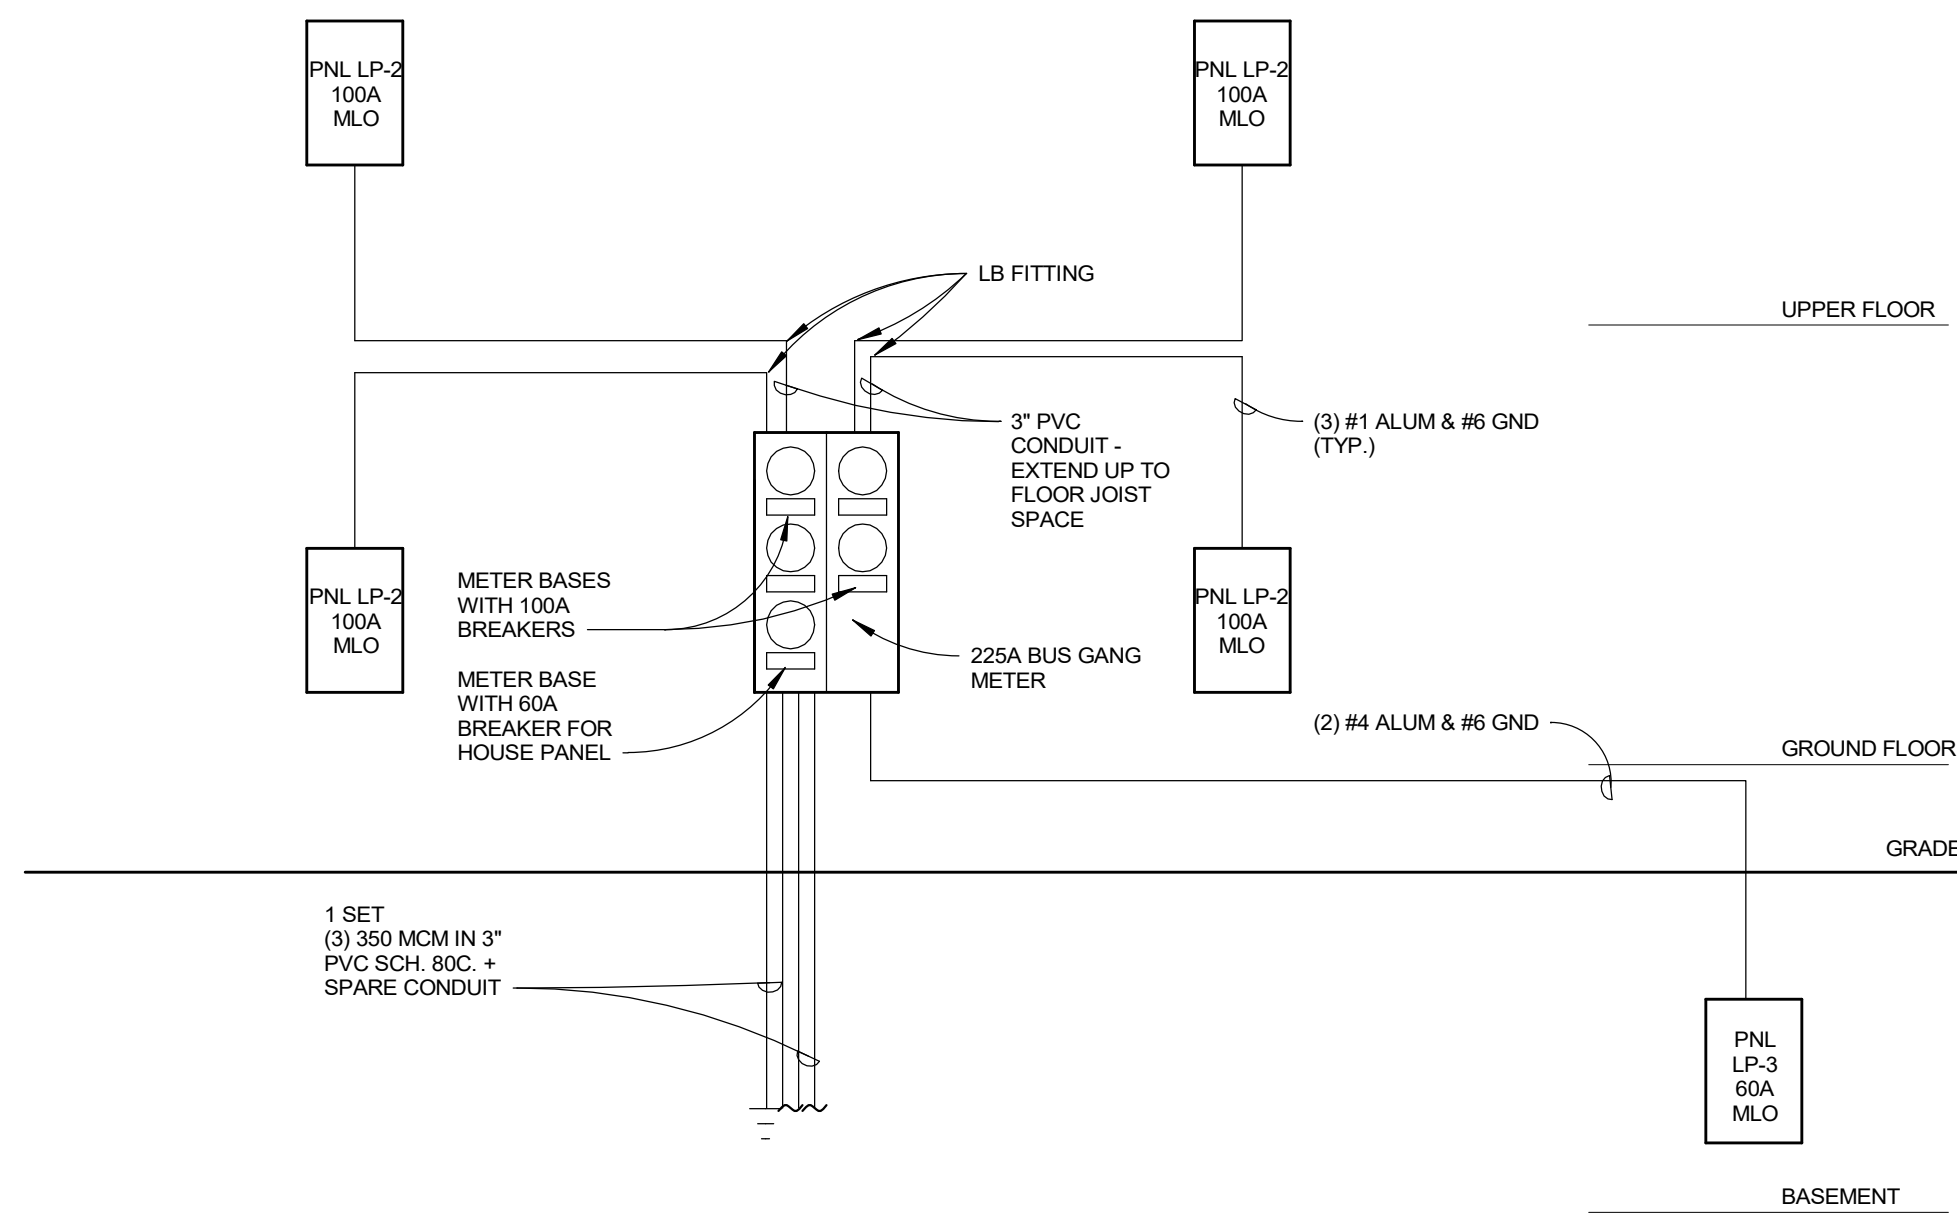 PNL LP-2
100A
MLO
PNL LP-2
100A
MLO
LB FITTING
UPPER FLOOR
3" PVC
CONDUIT -
EXTEND UP TO
FLOOR JOIST
SPACE
(3) #1 ALUM & #6 GND
(TYP.)
PNL LP-2
100A
MLO
METER BASES
WITH 100A
BREAKERS
PNL LP-2
100A
MLO
225A BUS GANG
METER
METER BASE
WITH 60A
BREAKER FOR
HOUSE PANEL
(2) #4 ALUM & #6 GND
GROUND FLOOR
GRADE
1 SET
(3) 350 MCM IN 3"
PVC SCH. 80C. +
SPARE CONDUIT
PNL
LP-3
60A
MLO
BASEMENT